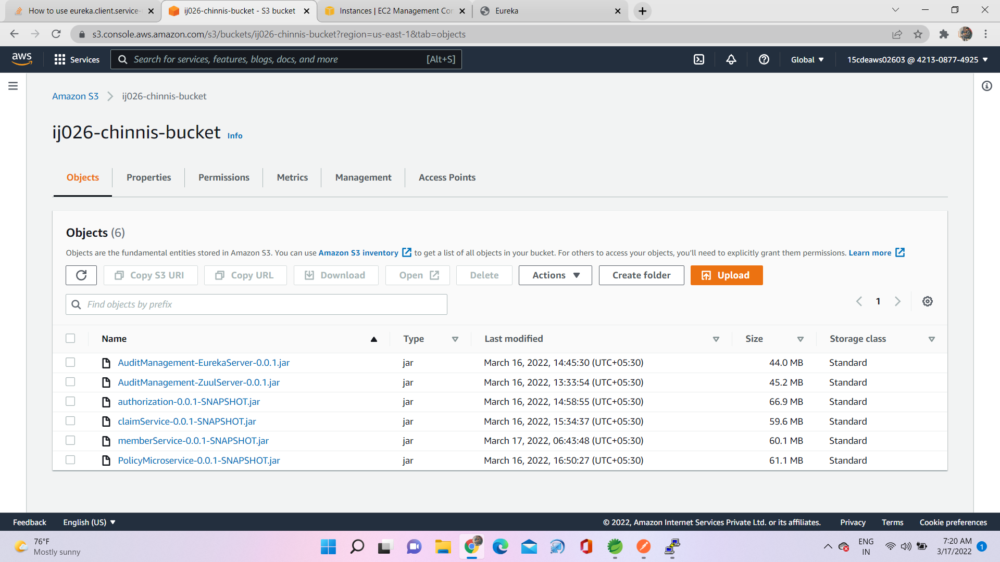 How to use eureka.client.service-
ij026-chinnis-bucket - S3 bucket
Instances | EC2 Management Con
Eureka
s3.console.aws.amazon.com/s3/buckets/ij026-chinnis-bucket?region=us-east-1&tab=objects
aws
Services
Search for services, features, blogs, docs, and more
[Alt+S]
Global
15cdeaws02603 @ 4213-0877-4925
Amazon S3
ij026-chinnis-bucket
ij026-chinnis-bucket Info
Objects
Properties
Permissions
Metrics
Management
Access Points
Objects (6)
Objects are the fundamental entities stored in Amazon S3. You can use Amazon S3 inventory to get a list of all objects in your bucket. For others to access your objects, you'll need to explicitly grant them permissions. Learn more
Copy S3 URI
Copy URL
Download
Open
Delete
Actions
Create folder
Upload
Find objects by prefix
1
Name Type Last modified Size Storage class
AuditManagement-EurekaServer-0.0.1.jar jar March 16, 2022, 14:45:30 (UTC+05:30) 44.0 MB Standard
AuditManagement-ZuulServer-0.0.1.jar jar March 16, 2022, 13:33:54 (UTC+05:30) 45.2 MB Standard
authorization-0.0.1-SNAPSHOT.jar jar March 16, 2022, 14:58:55 (UTC+05:30) 66.9 MB Standard
claimService-0.0.1-SNAPSHOT.jar jar March 16, 2022, 15:34:37 (UTC+05:30) 59.6 MB Standard
memberService-0.0.1-SNAPSHOT.jar jar March 17, 2022, 06:43:48 (UTC+05:30) 60.1 MB Standard
PolicyMicroservice-0.0.1-SNAPSHOT.jar jar March 16, 2022, 16:50:27 (UTC+05:30) 61.1 MB Standard
Feedback
English (US)
© 2022, Amazon Internet Services Private Ltd. or its affiliates.
Privacy
Terms
Cookie preferences
76°F
Mostly sunny
ENG
IN
7:20 AM
3/17/2022
1